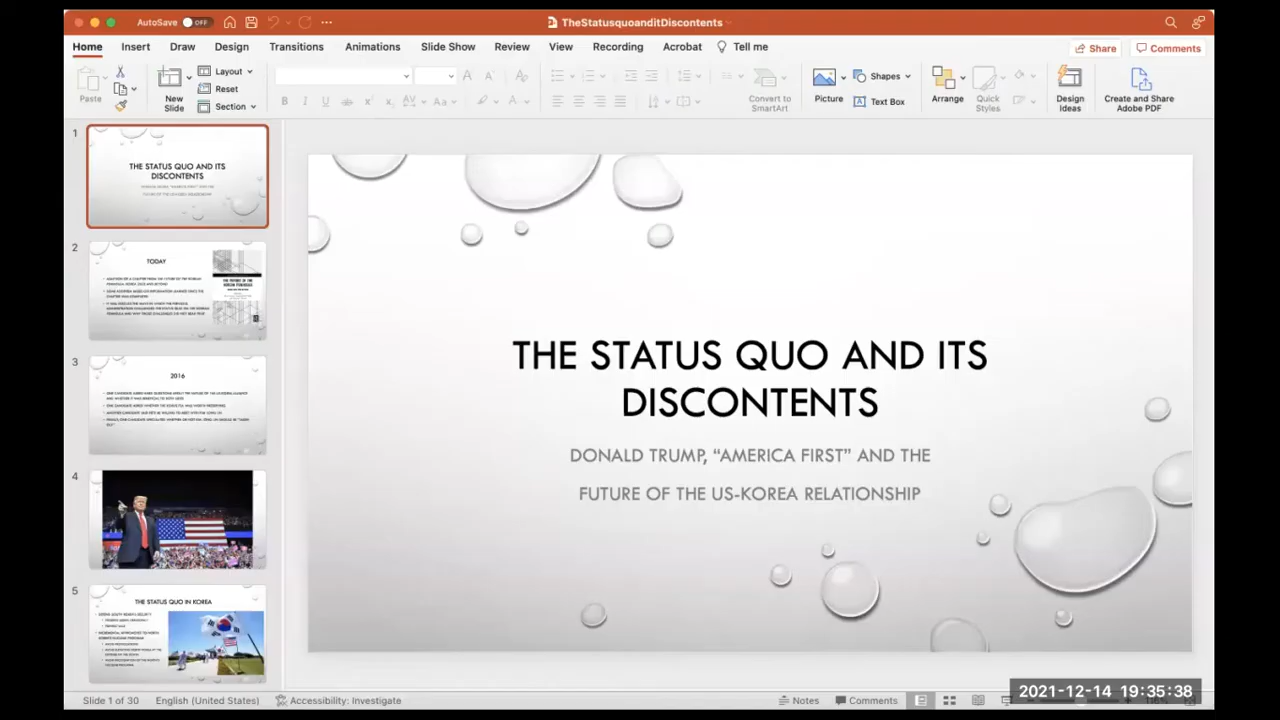 AutoSave OFF
TheStatusquoanditDiscontents
Home Insert Draw Design Transitions Animations Slide Show Review View Recording Acrobat Tell me
Share Comments
Paste
New Slide
Layout
Reset
Section
Convert to SmartArt
Picture
Shapes
Text Box
Arrange
Quick Styles
Design Ideas
Create and Share Adobe PDF
1
THE STATUS QUO AND ITS
DISCONTENTS
2
TODAY
3
2016
4
5
THE STATUS QUO IN KOREA
THE STATUS QUO AND ITS
DISCONTENTS
DONALD TRUMP, “AMERICA FIRST” AND THE
FUTURE OF THE US-KOREA RELATIONSHIP
Slide 1 of 30 English (United States) Accessibility: Investigate Notes Comments
2021-12-14 19:35:38